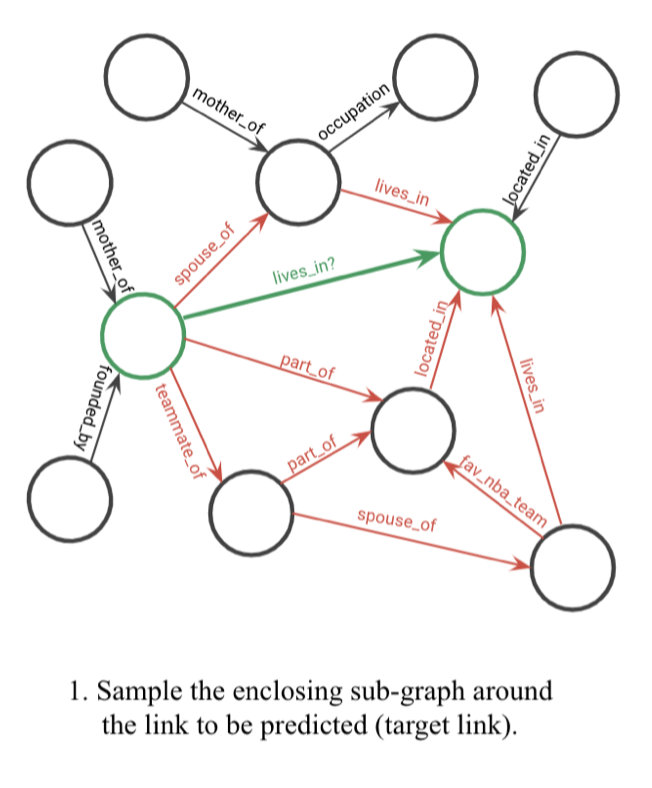 mother_of
occupation
located_in
lives_in
mother_of
spouse_of
lives_in?
located_in
part_of
lives_in
founded_by
teammate_of
part_of
fav_nba_team
spouse_of
1. Sample the enclosing sub-graph around
the link to be predicted (target link).